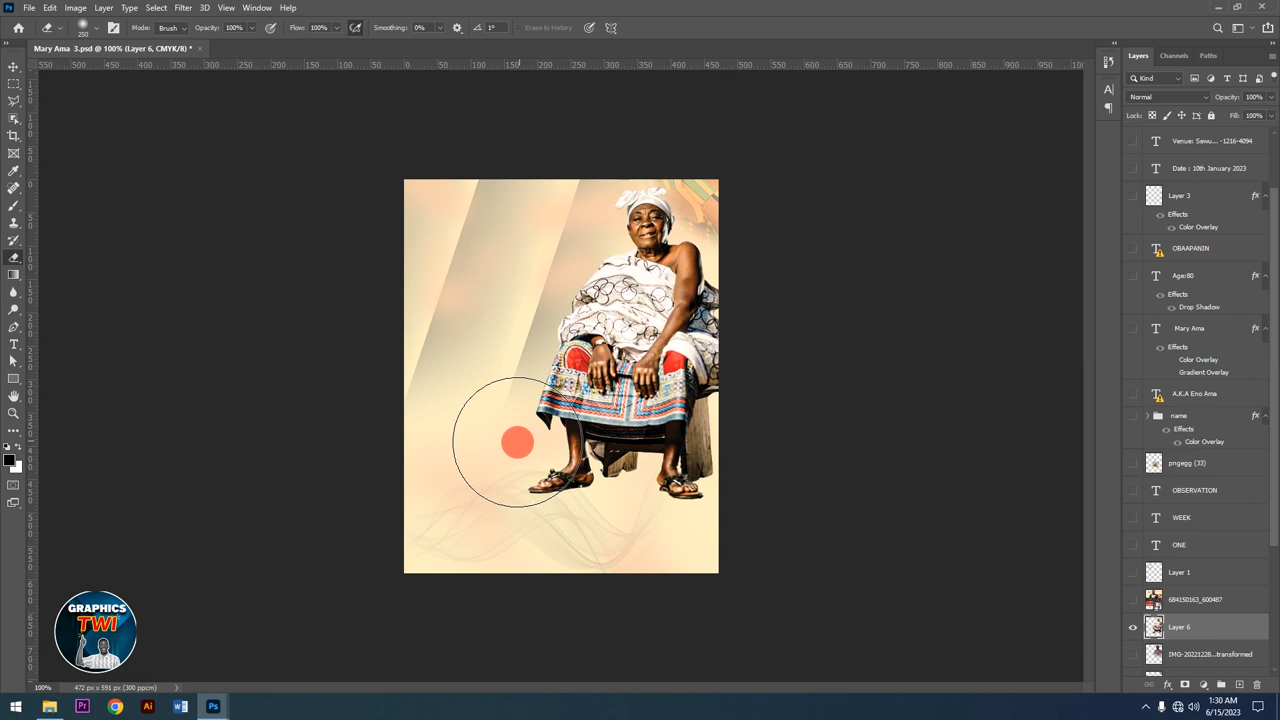 File Edit Image Layer Type Select Filter 3D View Window Help
250 Mode: Brush Opacity: 100% Flow: 100% Smoothing: 0% 1° Erase to History
Mary Ama 3.psd @ 100% (Layer 6, CMYK/8) *
Layers Channels Paths
Kind
Normal Opacity: 100%
Lock: Fill: 100%
Venue: Sewu... -1216-4094
Date : 10th January 2023
Layer 3
Effects
Color Overlay
OBAAPANIN
Age:80
Effects
Drop Shadow
Mary Ama
Effects
Color Overlay
Gradient Overlay
A.K.A Eno Ama
name
Effects
Color Overlay
pngegg (33)
OBSERVATION
WEEK
ONE
Layer 1
684150163_600487
Layer 6
IMG-20221228..._transformed
GRAPHICS
TWI
100% 472 px x 591 px (300 ppcm)
1:30 AM
6/15/2023